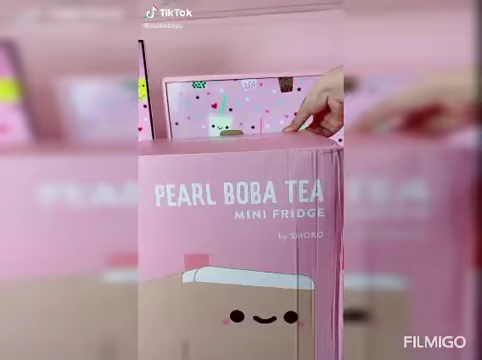 TikTok
PEARL BOBA TEA
MINI FRIDGE
by SMOKO
FILMIGO